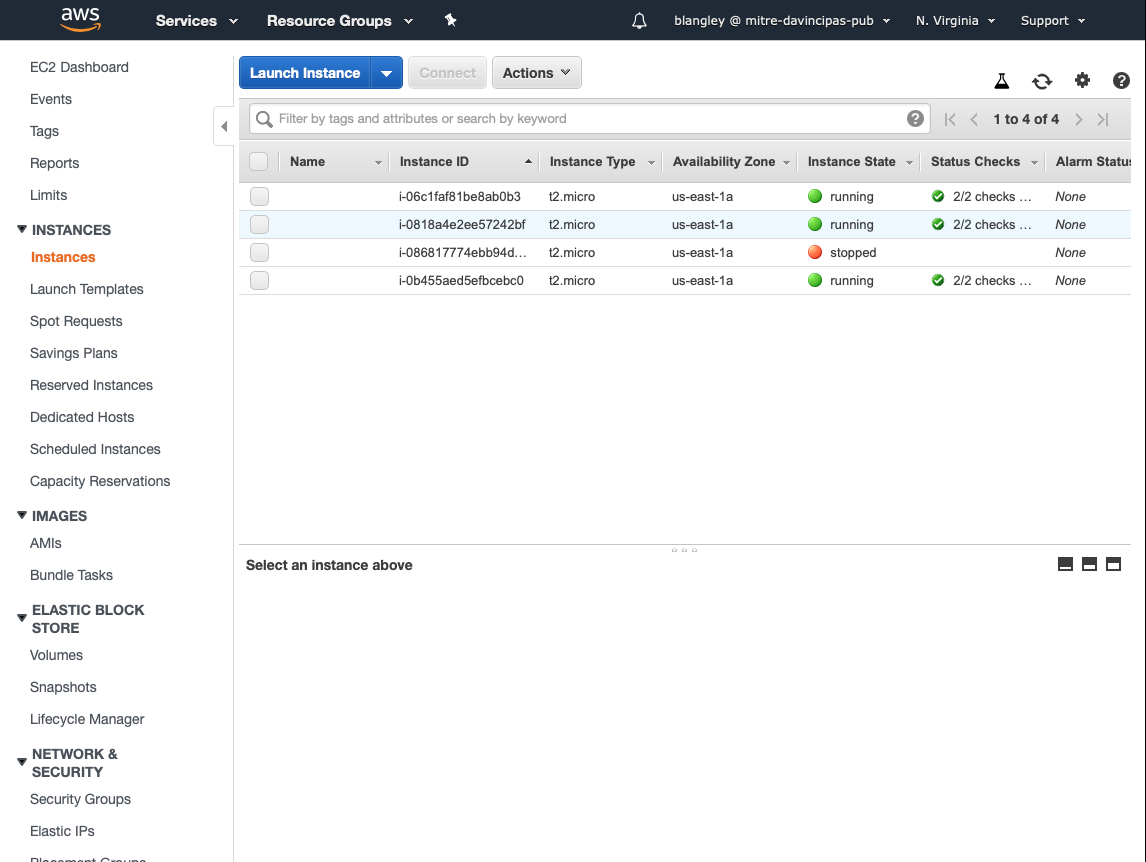 aws Services Resource Groups blangley @ mitre-davincipas-pub N. Virginia Support
EC2 Dashboard
Events
Tags
Reports
Limits
INSTANCES
Instances
Launch Templates
Spot Requests
Savings Plans
Reserved Instances
Dedicated Hosts
Scheduled Instances
Capacity Reservations
IMAGES
AMIs
Bundle Tasks
ELASTIC BLOCK
STORE
Volumes
Snapshots
Lifecycle Manager
NETWORK &
SECURITY
Security Groups
Elastic IPs
Placement Groups
Launch Instance Connect Actions
Filter by tags and attributes or search by keyword ? 1 to 4 of 4
Name Instance ID Instance Type Availability Zone Instance State Status Checks Alarm Status
i-06c1faf81be8ab0b3 t2.micro us-east-1a running 2/2 checks ... None
i-0818a4e2ee57242bf t2.micro us-east-1a running 2/2 checks ... None
i-086817774ebb94d... t2.micro us-east-1a stopped None
i-0b455aed5efbcebc0 t2.micro us-east-1a running 2/2 checks ... None
Select an instance above